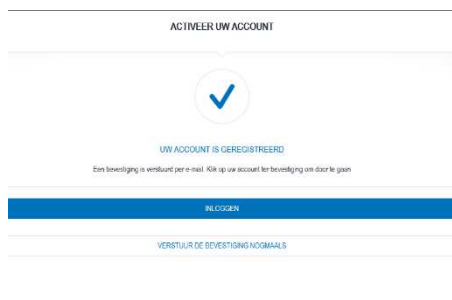 ACTIVEER UW ACCOUNT
UW ACCOUNT IS GEREGISTREERD
Een bevestiging is verstuurd per e-mail. Klik op uw account ter bevestiging om door te gaan
INLOGGEN
VERSTUUR DE BEVESTIGING NOGMAALS